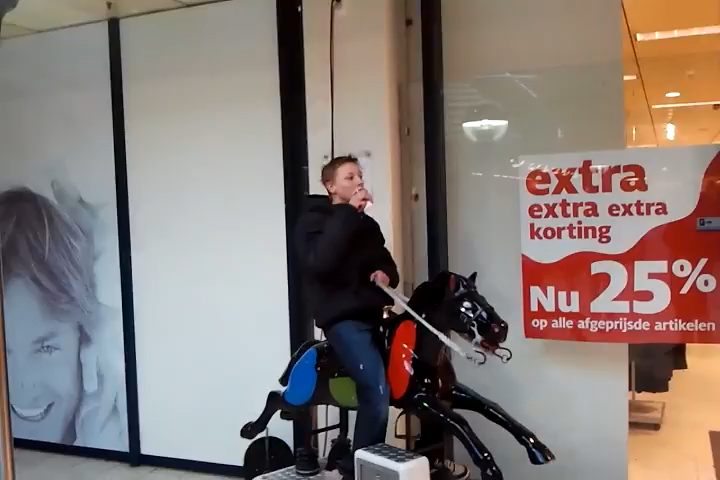 extra
extra extra
korting
Nu 25%
op alle afgeprijsde artikelen